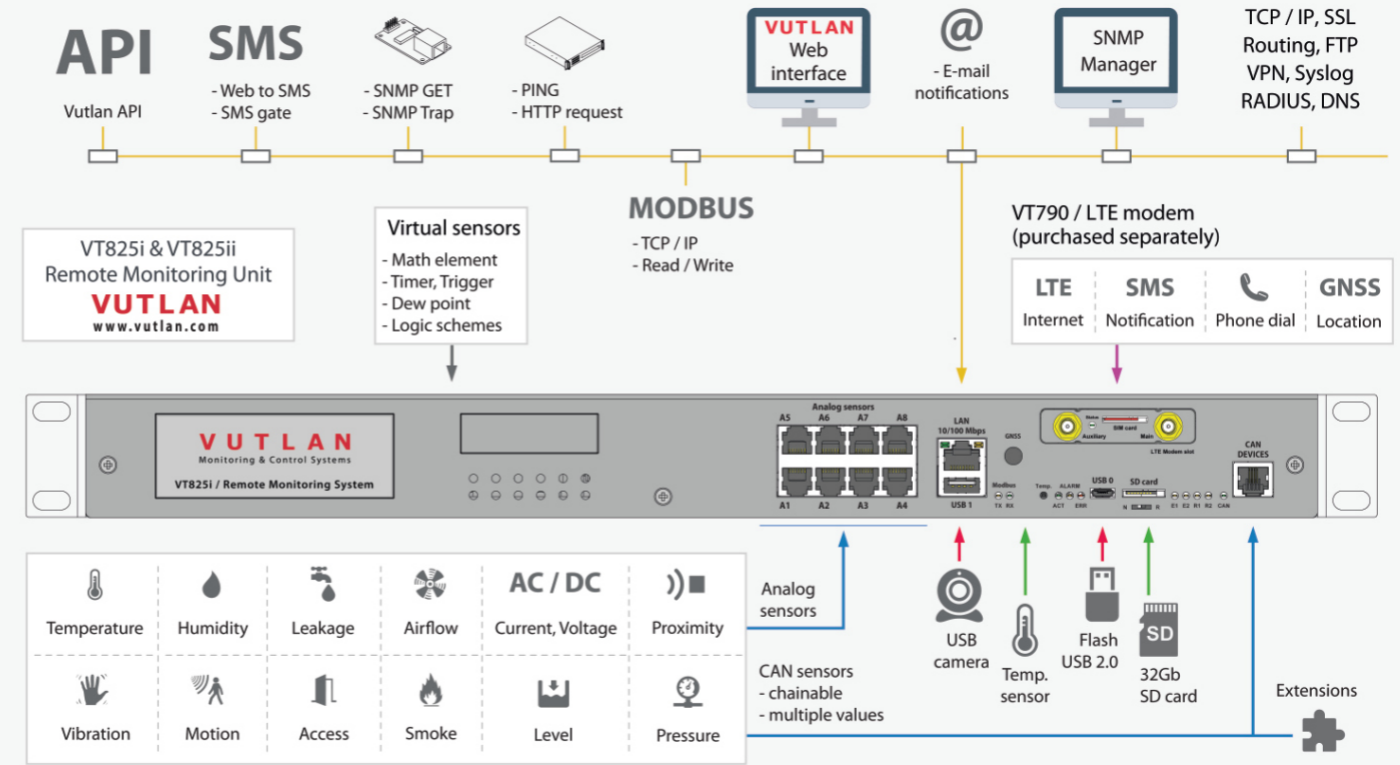 API
Vutlan API
SMS
- Web to SMS
- SMS gate
- SNMP GET
- SNMP Trap
- PING
- HTTP request
VUTLAN
Web
interface
@
- E-mail
notifications
SNMP
Manager
TCP / IP, SSL
Routing, FTP
VPN, Syslog
RADIUS, DNS
MODBUS
- TCP / IP
- Read / Write
VT825i & VT825ii
Remote Monitoring Unit
VUTLAN
www.vutlan.com
Virtual sensors
- Math element
- Timer, Trigger
- Dew point
- Logic schemes
VT790 / LTE modem
(purchased separately)
LTE
Internet
SMS
Notification
Phone dial
GNSS
Location
VUTLAN
Monitoring & Control Systems
VT825i / Remote Monitoring System
Analog sensors
A5 A6 A7 A8
A1 A2 A3 A4
LAN
10/100 Mbps
USB 1
GNSS
Modbus
TX RX
Status
SIM card
Auxiliary
Main
LTE Modem slot
Temp.
ALARM
ACT ERR
USB 0
SD card
N R
E1 E2 R1 R2 CAN
CAN
DEVICES
Temperature
Humidity
Leakage
Airflow
AC / DC
Current, Voltage
Proximity
Vibration
Motion
Access
Smoke
Level
Pressure
Analog
sensors
CAN sensors
- chainable
- multiple values
USB
camera
Temp.
sensor
Flash
USB 2.0
SD
32Gb
SD card
Extensions